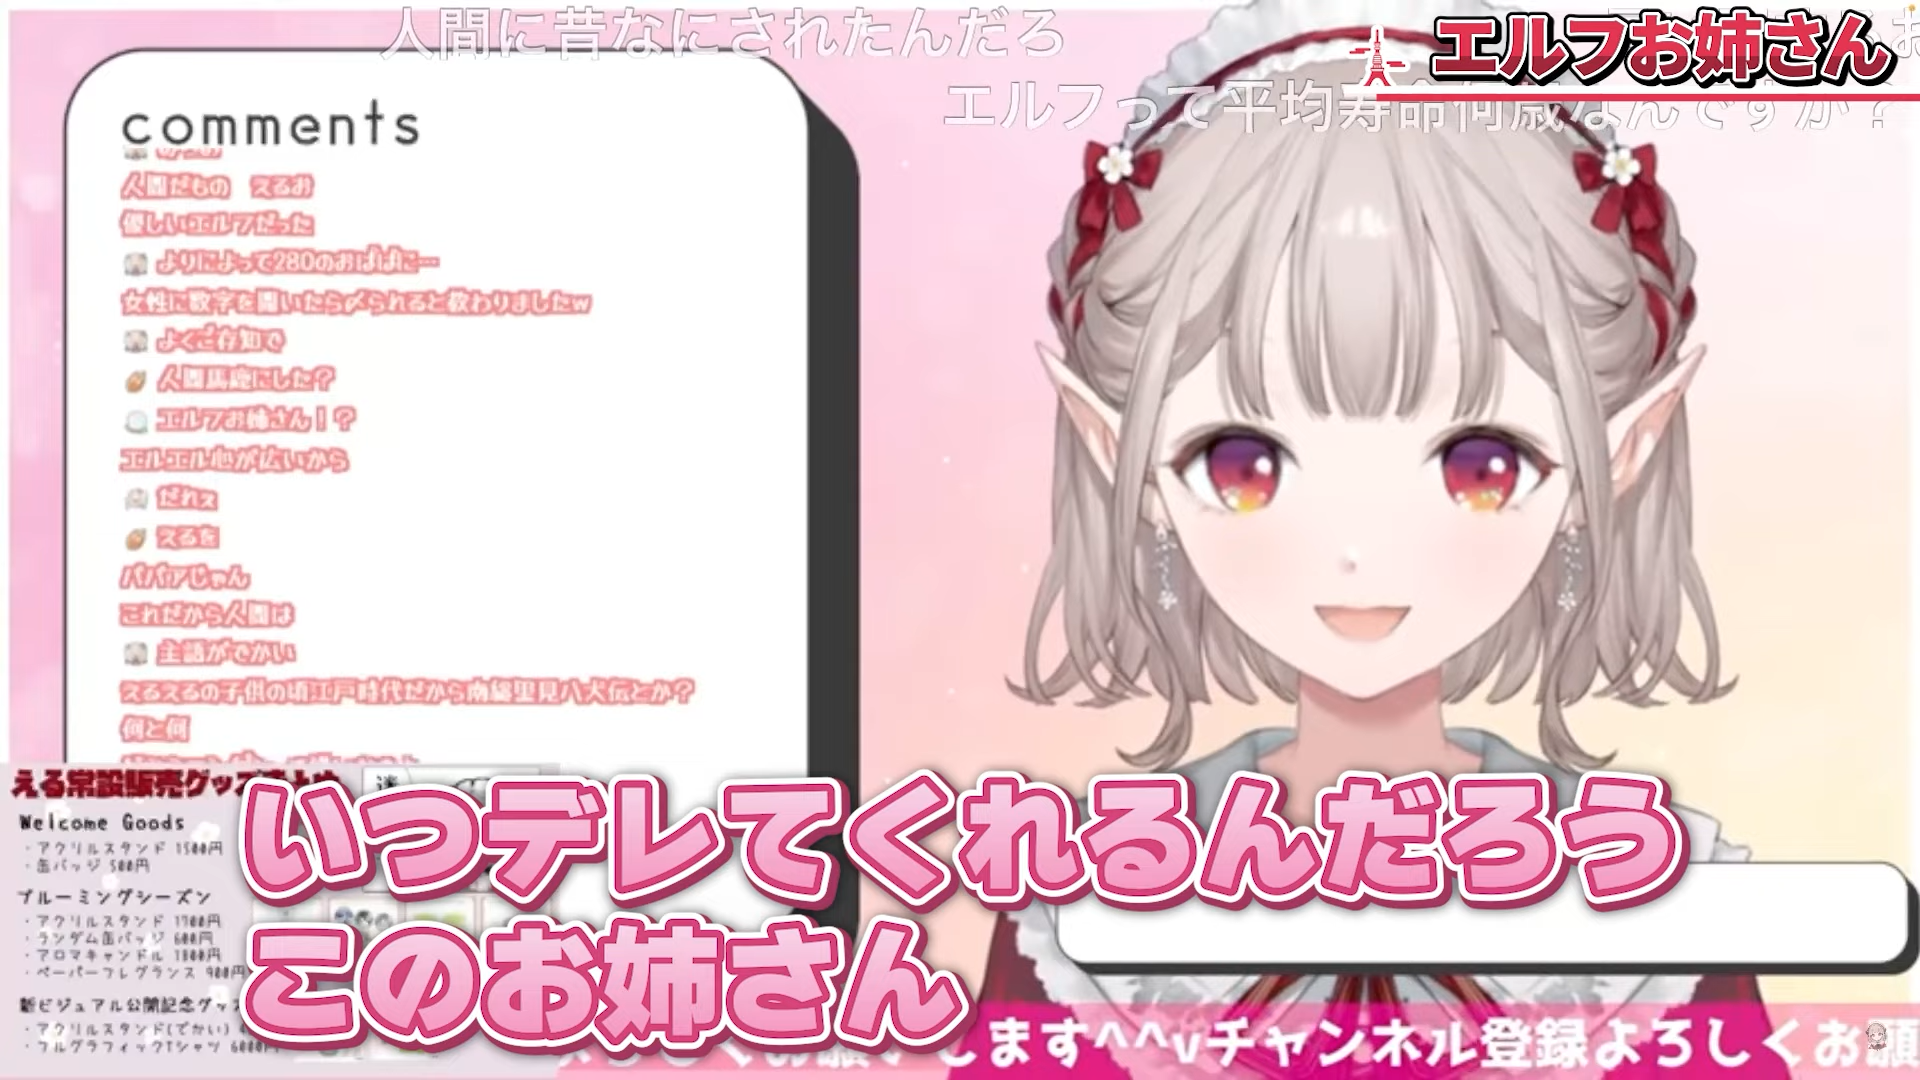 人間に昔なにされたんだろ
エルフお姉さん
エルフって平均寿命何歳なんですか？
comments
人間だもの えるお
優しいエルフだった
よりによって280のおばばに…
女性に数字を聞いたら〆られると教わりましたw
よくご存知で
人間馬鹿にした？
エルフお姉さん！？
エルエル心が広いから
だれぇ
えるを
ババアじゃん
これだから人間は
主語がでかい
えるえるの子供の頃江戸時代だから南総里見八犬伝とか？
何と何
える常設販売グッズまとめ
Welcome Goods
・アクリルスタンド 1500円
・缶バッジ 500円
ブルーミングシーズン
・アクリルスタンド 1700円
・ランダム缶バッジ 600円
・アロマキャンドル 1800円
・ペーパーフレグランス 900円
新ビジュアル公開記念グッズ
・アクリルスタンド(でかい)
・フルグラフィックTシャツ 6000円
いつデレてくれるんだろう
このお姉さん
します^^vチャンネル登録よろしくお願